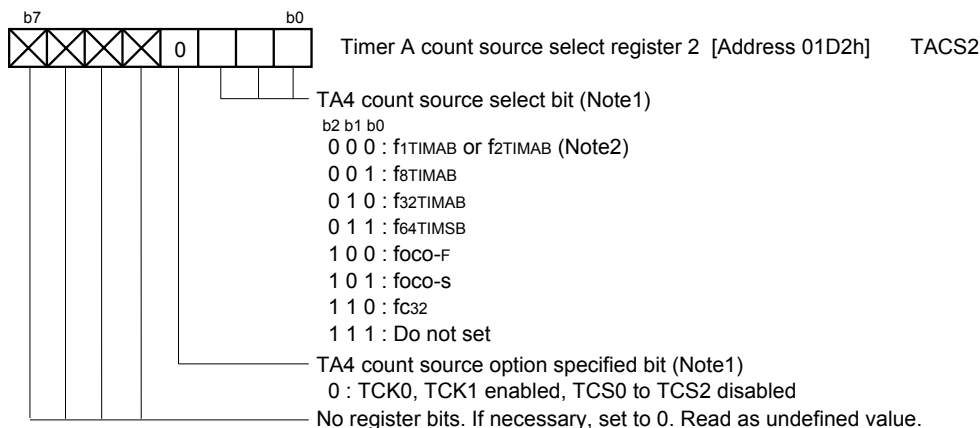 b7 b0
0 Timer A count source select register 2 [Address 01D2h] TACS2
TA4 count source select bit (Note1)
b2 b1 b0
0 0 0 : f1TIMAB or f2TIMAB (Note2)
0 0 1 : f8TIMAB
0 1 0 : f32TIMAB
0 1 1 : f64TIMSB
1 0 0 : foco-F
1 0 1 : foco-s
1 1 0 : fc32
1 1 1 : Do not set
TA4 count source option specified bit (Note1)
0 : TCK0, TCK1 enabled, TCS0 to TCS2 disabled
No register bits. If necessary, set to 0. Read as undefined value.